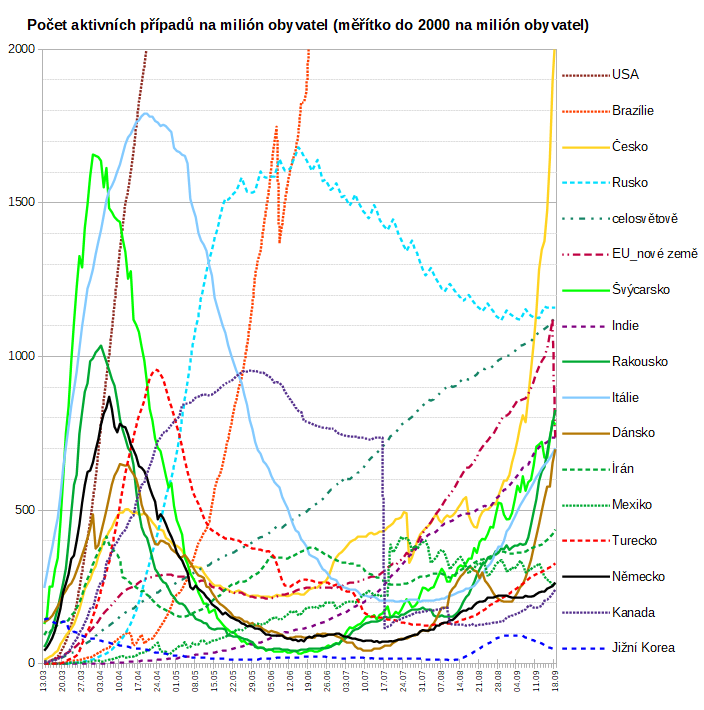 Počet aktivních případů na milión obyvatel (měřítko do 2000 na milión obyvatel)
2000
1500
1000
500
0
USA
Brazílie
Česko
Rusko
celosvětově
EU_nové země
Švýcarsko
Indie
Rakousko
Itálie
Dánsko
Írán
Mexiko
Turecko
Německo
Kanada
Jižní Korea
13.03
20.03
27.03
03.04
10.04
17.04
24.04
01.05
08.05
15.05
22.05
29.05
05.06
12.06
19.06
26.06
03.07
10.07
17.07
24.07
31.07
07.08
14.08
21.08
28.08
04.09
11.09
18.09